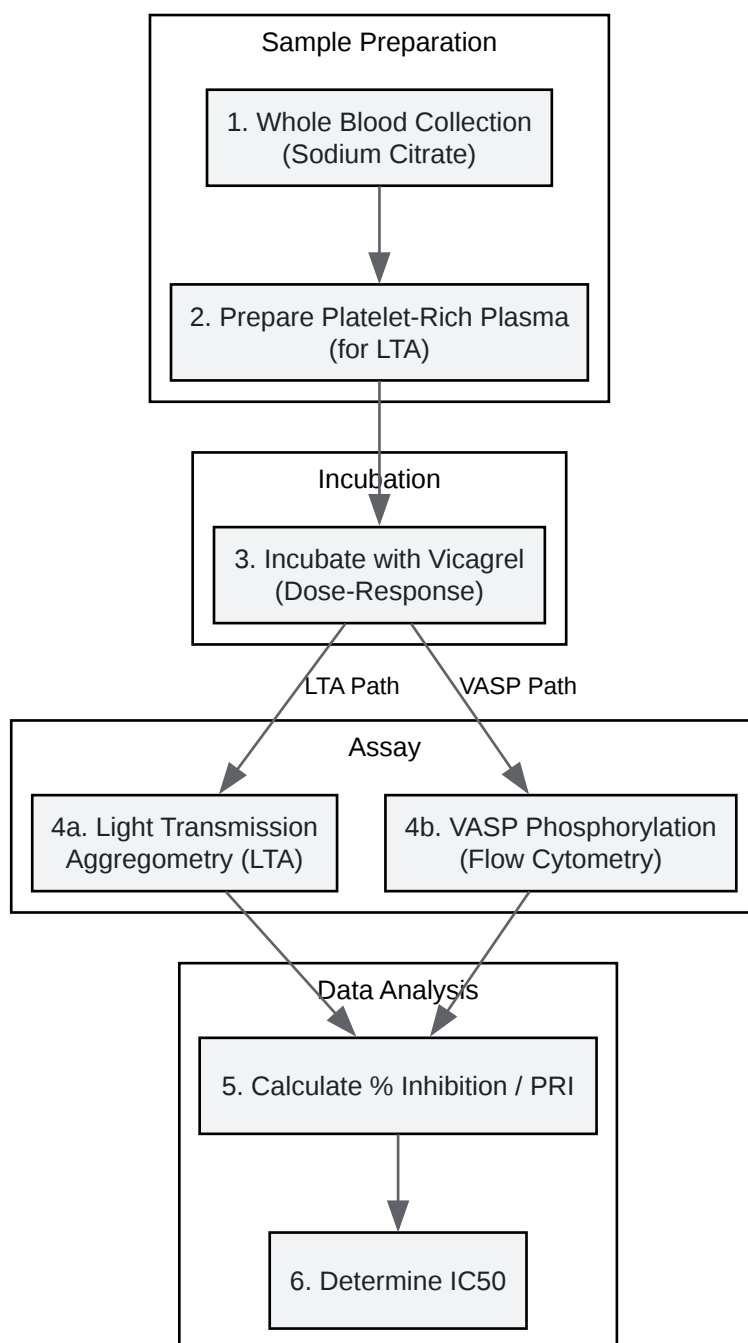 Sample Preparation
1. Whole Blood Collection
(Sodium Citrate)
2. Prepare Platelet-Rich Plasma
(for LTA)
Incubation
3. Incubate with Vicagrel
(Dose-Response)
LTA Path
VASP Path
Assay
4a. Light Transmission
Aggregometry (LTA)
4b. VASP Phosphorylation
(Flow Cytometry)
Data Analysis
5. Calculate % Inhibition / PRI
6. Determine IC50